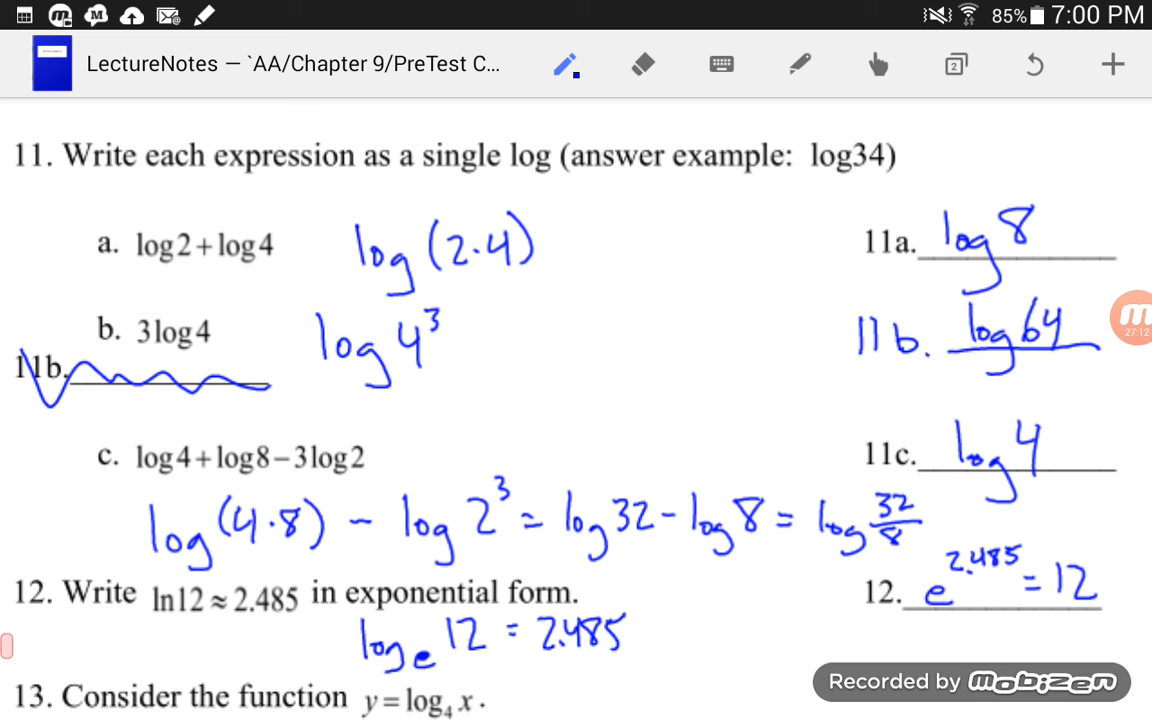 85% 7:00 PM
LectureNotes — `AA/Chapter 9/PreTest C...
2
11. Write each expression as a single log (answer example: log34)
a. log2+log4 log(2·4) 11a. log 8
b. 3log4 log 4³ 11b. log 64
11b.
M
27:12
c. log4+log8−3log2 11c. log 4
log(4·8) − log 2³ = log 32 − log 8 = log 32/8
12. Write ln12≈2.485 in exponential form. 12. e^2.485 = 12
logₑ 12 = 2.485
Recorded by mobizen
13. Consider the function y=log₄x.